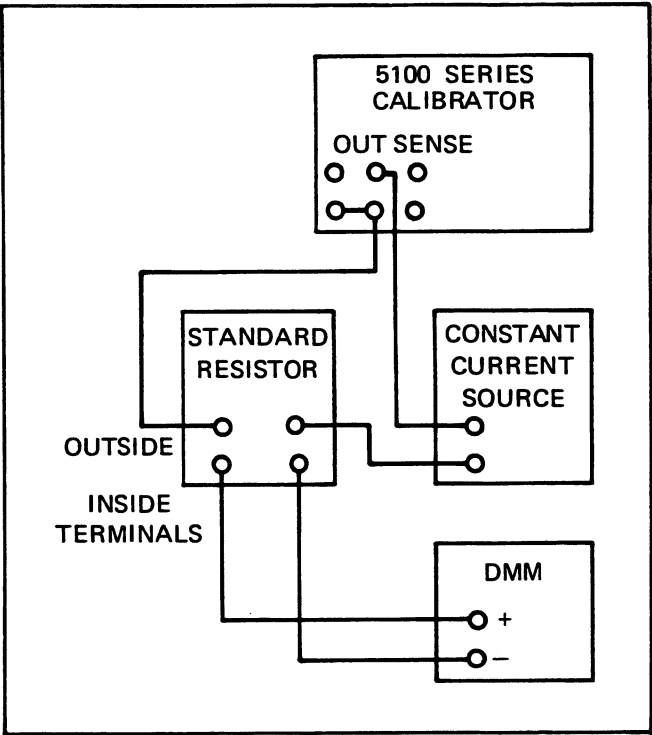 5100 SERIES
CALIBRATOR
OUT SENSE
STANDARD
RESISTOR
CONSTANT
CURRENT
SOURCE
OUTSIDE
INSIDE
TERMINALS
DMM
+
−